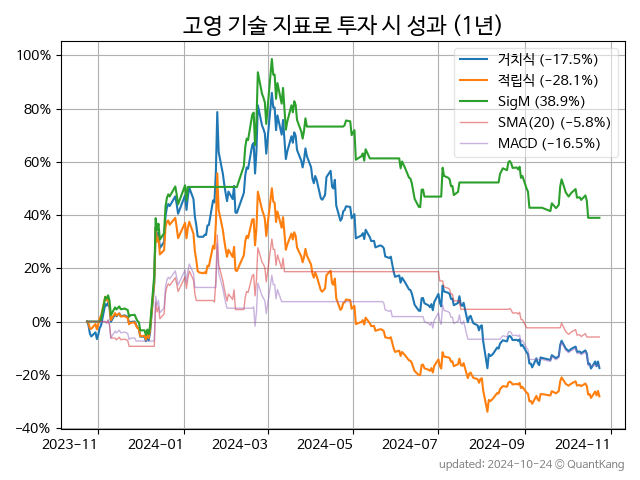 고영 기술 지표로 투자 시 성과 (1년)
거치식 (−17.5%)
적립식 (−28.1%)
SigM (38.9%)
SMA(20) (−5.8%)
MACD (−16.5%)
100%
80%
60%
40%
20%
0%
−20%
−40%
2023-11 2024-01 2024-03 2024-05 2024-07 2024-09 2024-11
updated: 2024-10-24 @ QuantKang